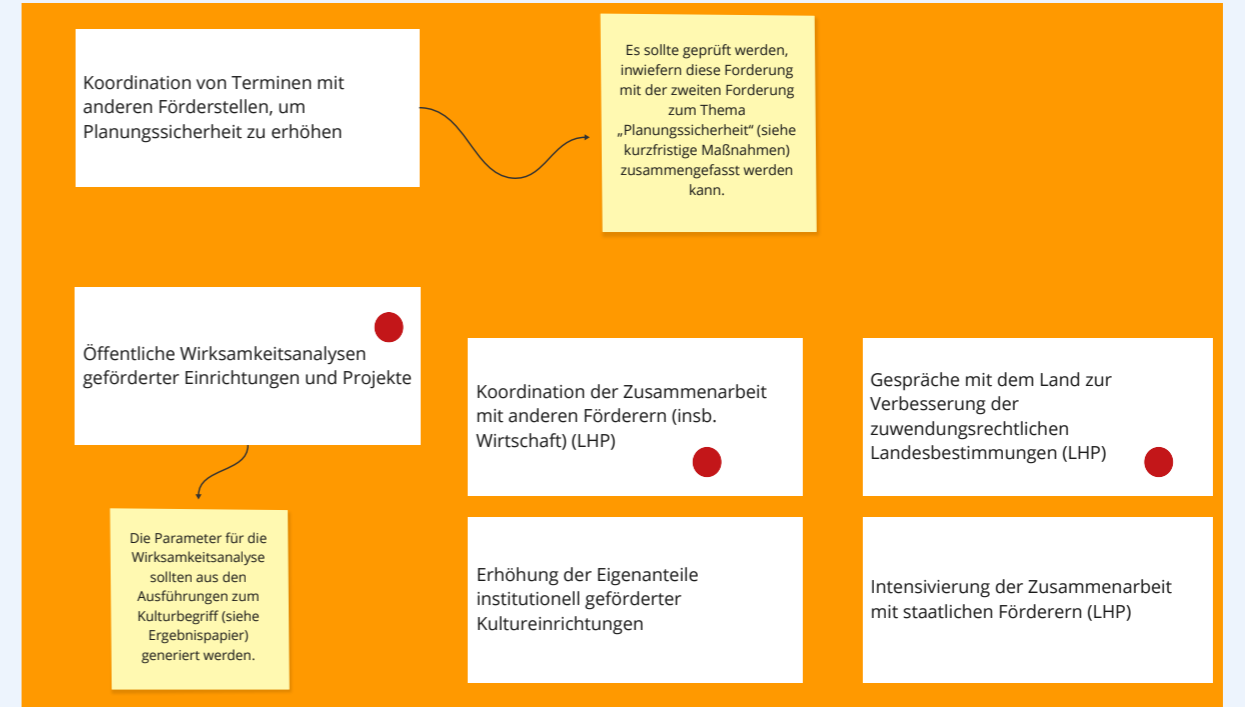 Koordination von Terminen mit
anderen Förderstellen, um
Planungssicherheit zu erhöhen
Es sollte geprüft werden,
inwiefern diese Forderung
mit der zweiten Forderung
zum Thema
„Planungssicherheit“ (siehe
kurzfristige Maßnahmen)
zusammengefasst werden
kann.
Öffentliche Wirksamkeitsanalysen
geförderter Einrichtungen und Projekte
Koordination der Zusammenarbeit
mit anderen Förderern (insb.
Wirtschaft) (LHP)
Gespräche mit dem Land zur
Verbesserung der
zuwendungsrechtlichen
Landesbestimmungen (LHP)
Die Parameter für die
Wirksamkeitsanalyse
sollten aus den
Ausführungen zum
Kulturbegriff (siehe
Ergebnispapier)
generiert werden.
Erhöhung der Eigenanteile
institutionell geförderter
Kultureinrichtungen
Intensivierung der Zusammenarbeit
mit staatlichen Förderern (LHP)